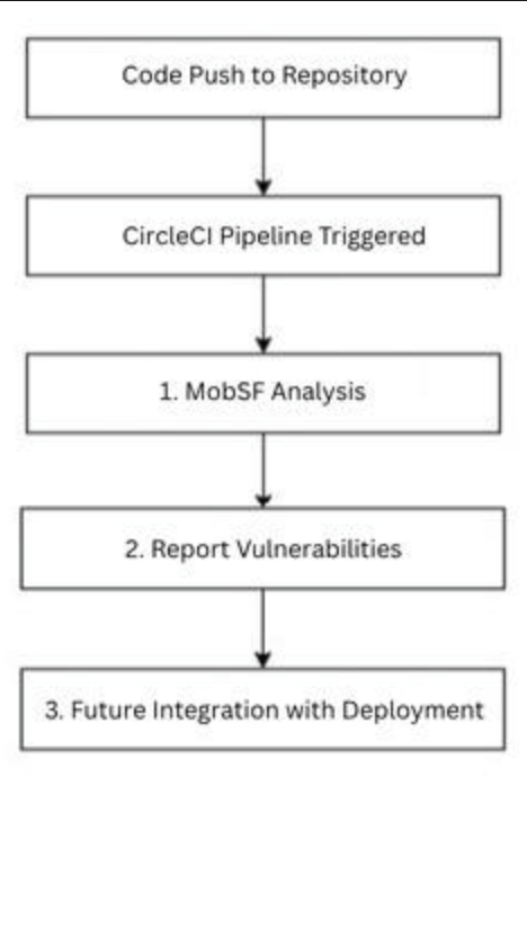 Code Push to Repository
CircleCI Pipeline Triggered
1. MobSF Analysis
2. Report Vulnerabilities
3. Future Integration with Deployment